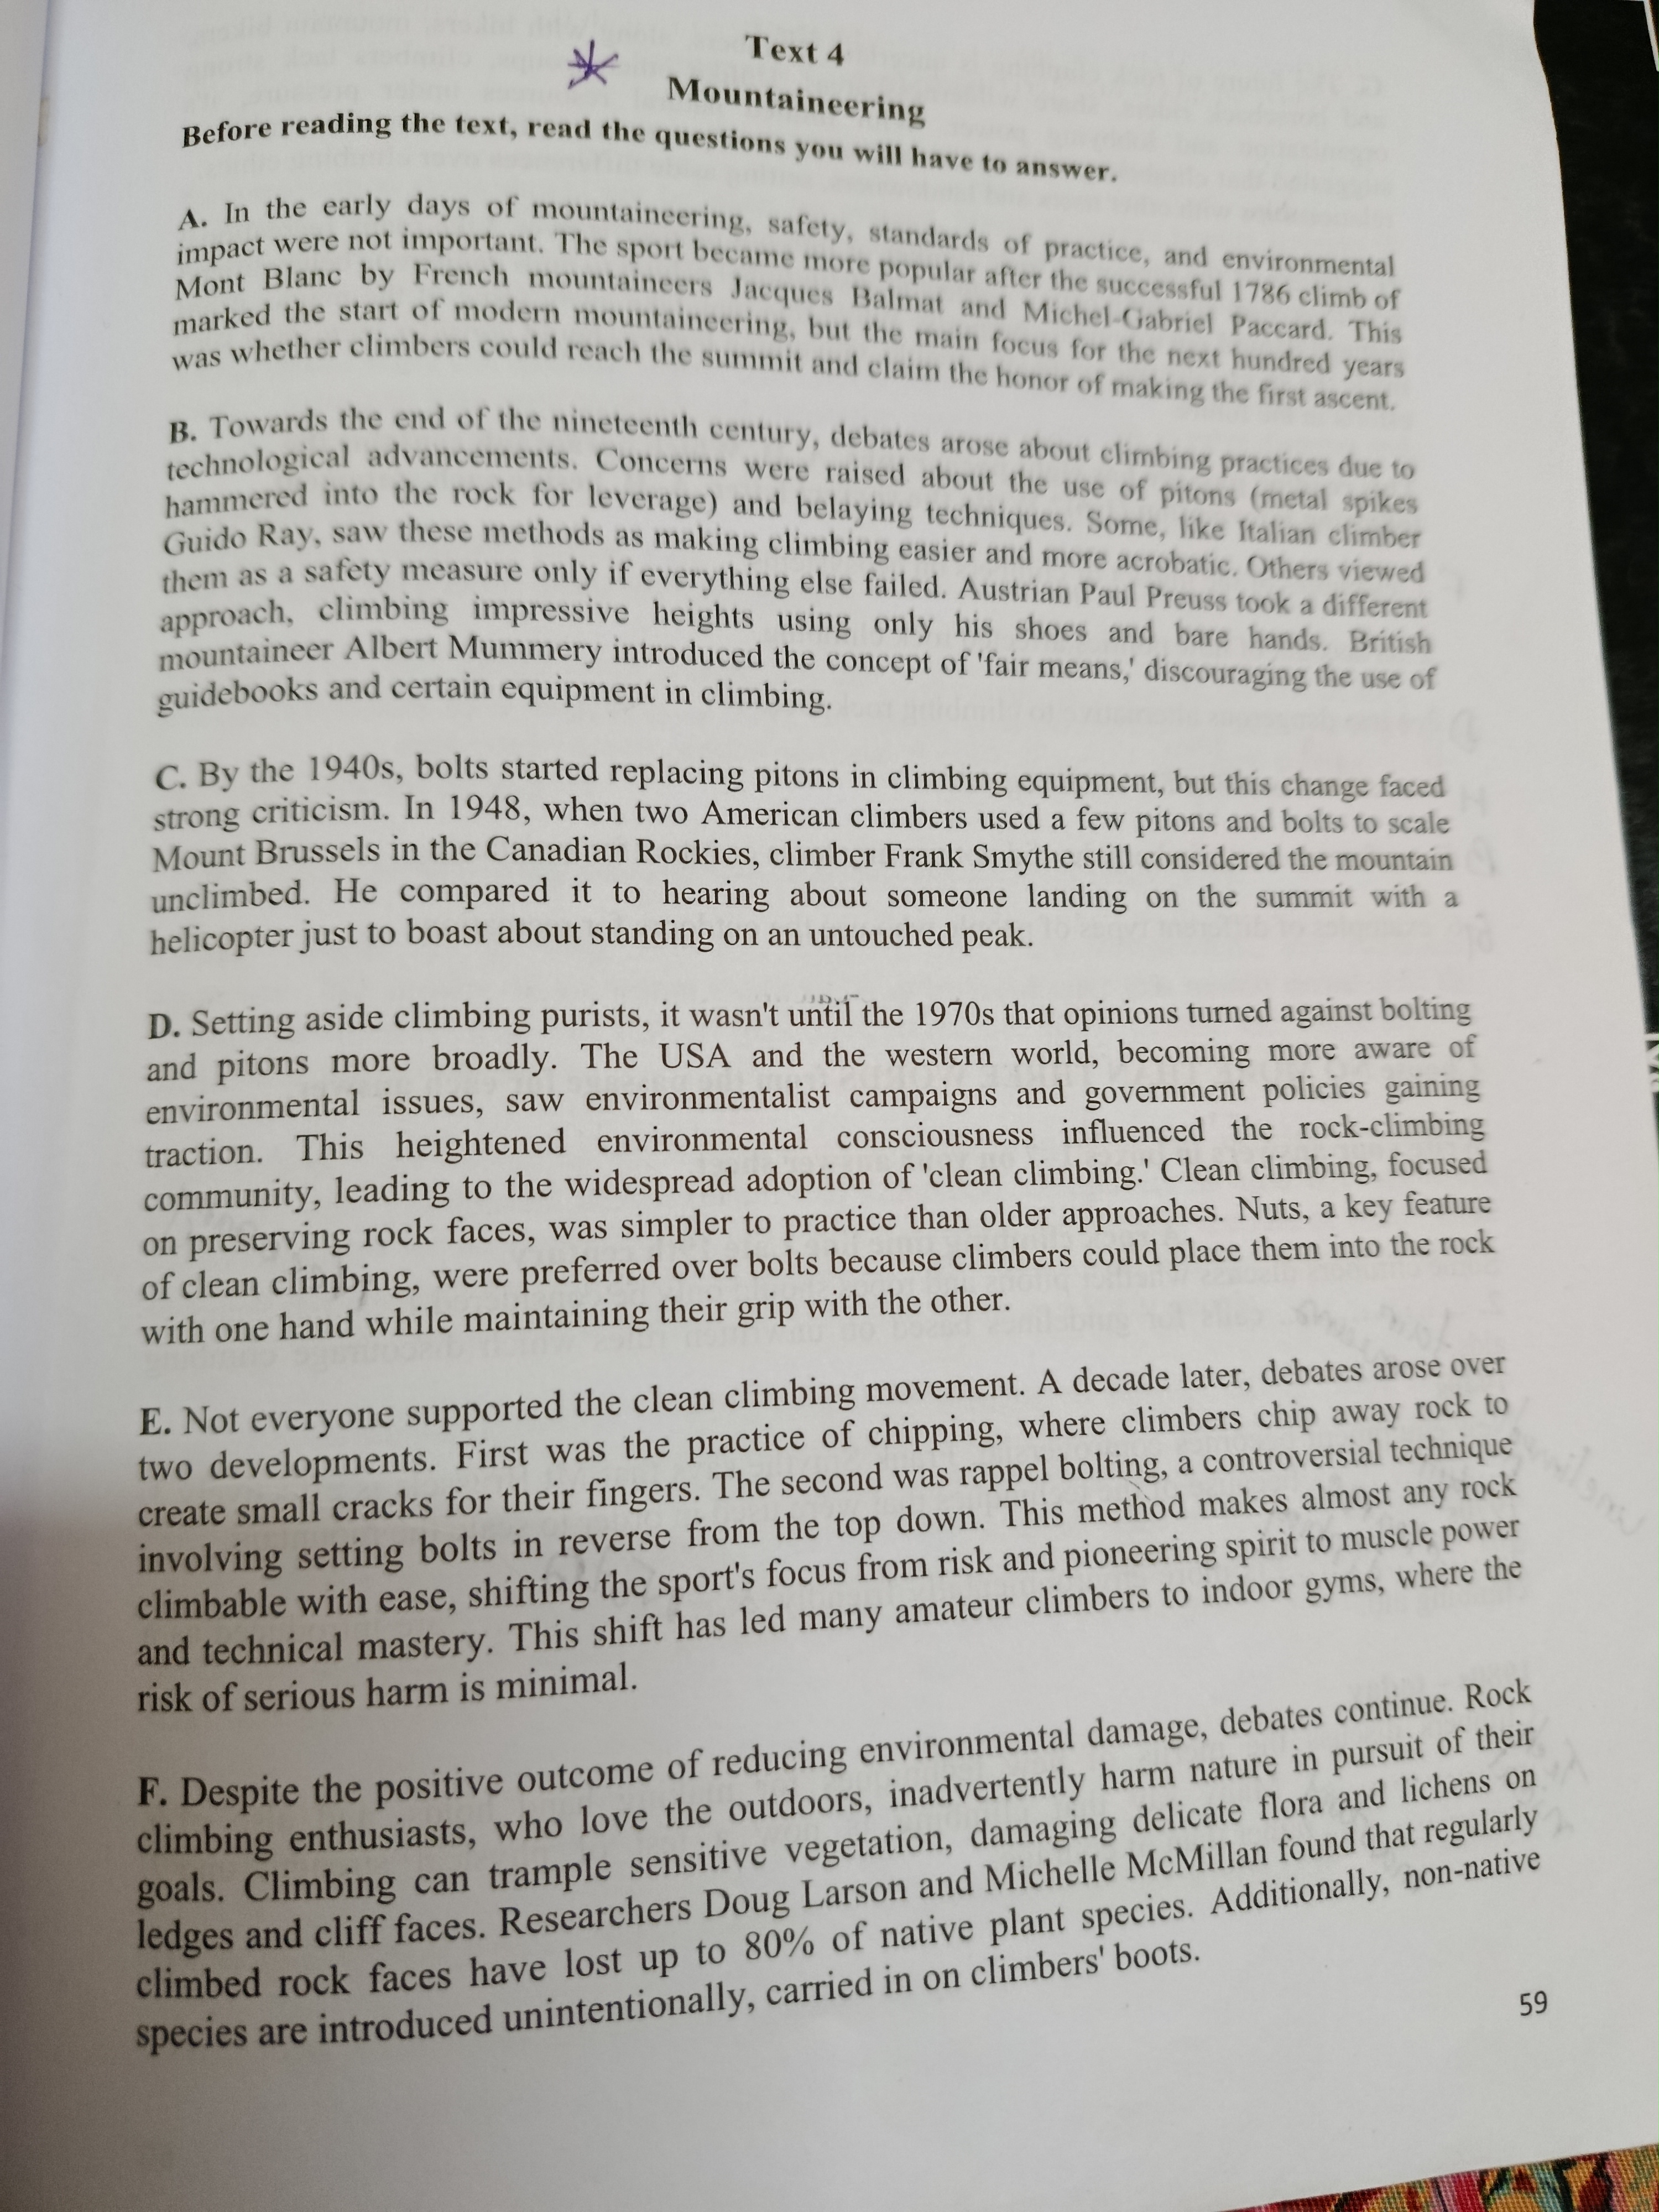 Text 4
Mountaineering
Before reading the text, read the questions you will have to answer.
A. In the early days of mountaineering, safety, standards of practice, and environmental
impact were not important. The sport became more popular after the successful 1786 climb of
Mont Blanc by French mountaineers Jacques Balmat and Michel-Gabriel Paccard. This
marked the start of modern mountaineering, but the main focus for the next hundred years
was whether climbers could reach the summit and claim the honor of making the first ascent.
B. Towards the end of the nineteenth century, debates arose about climbing practices due to
technological advancements. Concerns were raised about the use of pitons (metal spikes
hammered into the rock for leverage) and belaying techniques. Some, like Italian climber
Guido Ray, saw these methods as making climbing easier and more acrobatic. Others viewed
them as a safety measure only if everything else failed. Austrian Paul Preuss took a different
approach, climbing impressive heights using only his shoes and bare hands. British
mountaineer Albert Mummery introduced the concept of 'fair means,' discouraging the use of
guidebooks and certain equipment in climbing.
C. By the 1940s, bolts started replacing pitons in climbing equipment, but this change faced
strong criticism. In 1948, when two American climbers used a few pitons and bolts to scale
Mount Brussels in the Canadian Rockies, climber Frank Smythe still considered the mountain
unclimbed. He compared it to hearing about someone landing on the summit with a
helicopter just to boast about standing on an untouched peak.
D. Setting aside climbing purists, it wasn't until the 1970s that opinions turned against bolting
and pitons more broadly. The USA and the western world, becoming more aware of
environmental issues, saw environmentalist campaigns and government policies gaining
traction. This heightened environmental consciousness influenced the rock-climbing
community, leading to the widespread adoption of 'clean climbing.' Clean climbing, focused
on preserving rock faces, was simpler to practice than older approaches. Nuts, a key feature
of clean climbing, were preferred over bolts because climbers could place them into the rock
with one hand while maintaining their grip with the other.
E. Not everyone supported the clean climbing movement. A decade later, debates arose over
two developments. First was the practice of chipping, where climbers chip away rock to
create small cracks for their fingers. The second was rappel bolting, a controversial technique
involving setting bolts in reverse from the top down. This method makes almost any rock
climbable with ease, shifting the sport's focus from risk and pioneering spirit to muscle power
and technical mastery. This shift has led many amateur climbers to indoor gyms, where the
risk of serious harm is minimal.
F. Despite the positive outcome of reducing environmental damage, debates continue. Rock
climbing enthusiasts, who love the outdoors, inadvertently harm nature in pursuit of their
goals. Climbing can trample sensitive vegetation, damaging delicate flora and lichens on
ledges and cliff faces. Researchers Doug Larson and Michelle McMillan found that regularly
climbed rock faces have lost up to 80% of native plant species. Additionally, non-native
species are introduced unintentionally, carried in on climbers' boots.
59